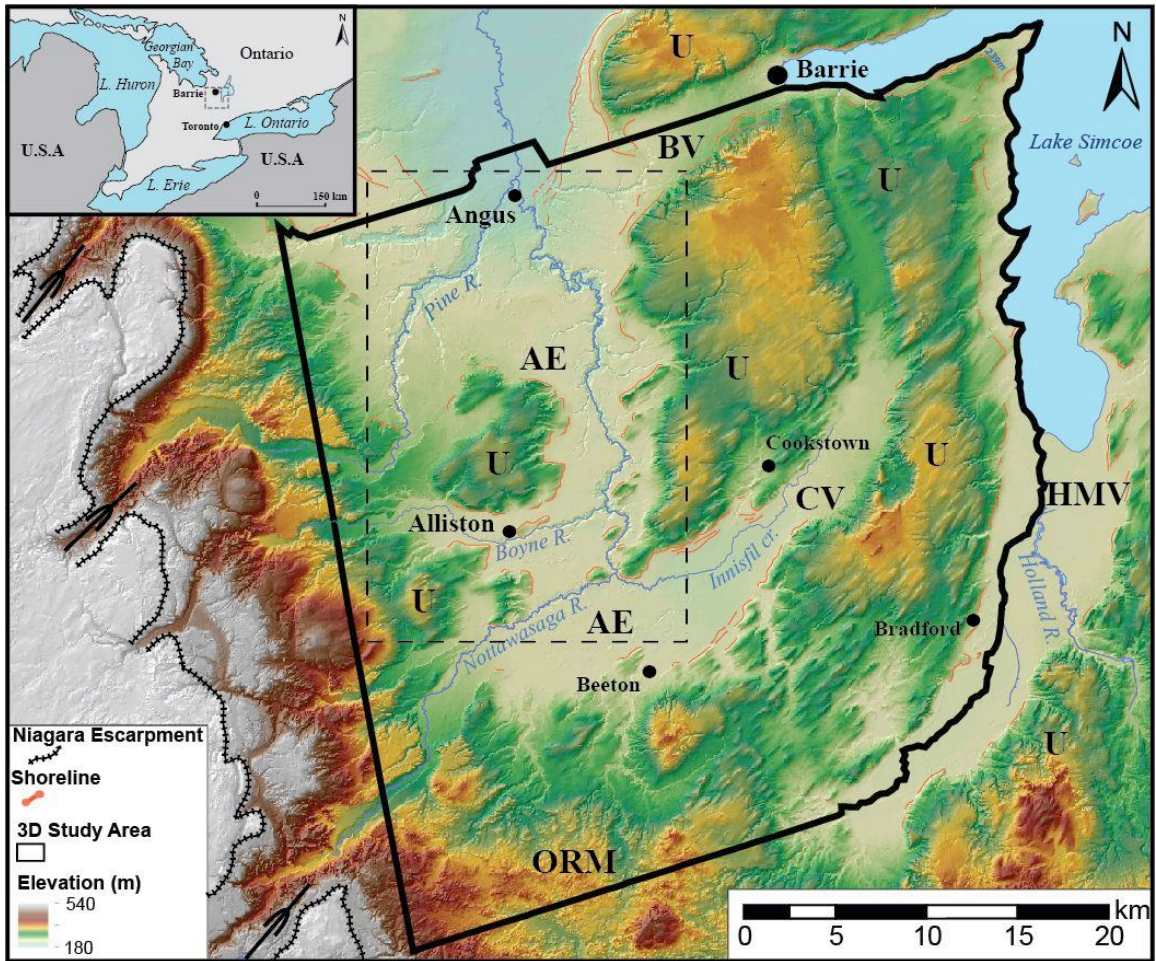 N
Georgian
Bay
Ontario
L. Huron
Barrie
Toronto
L. Ontario
U.S.A
U.S.A
L. Erie
0 150 km
U
Barrie
239m
N
Lake Simcoe
BV
Angus
U
Pine R.
AE
U
Cookstown
U
U
CV
HMV
Alliston
Boyne R.
Innisfil cr.
Holland R.
U
Nottawasaga R.
AE
Bradford
Beeton
U
ORM
Niagara Escarpment
Shoreline
3D Study Area
Elevation (m)
540
180
km
0 5 10 15 20